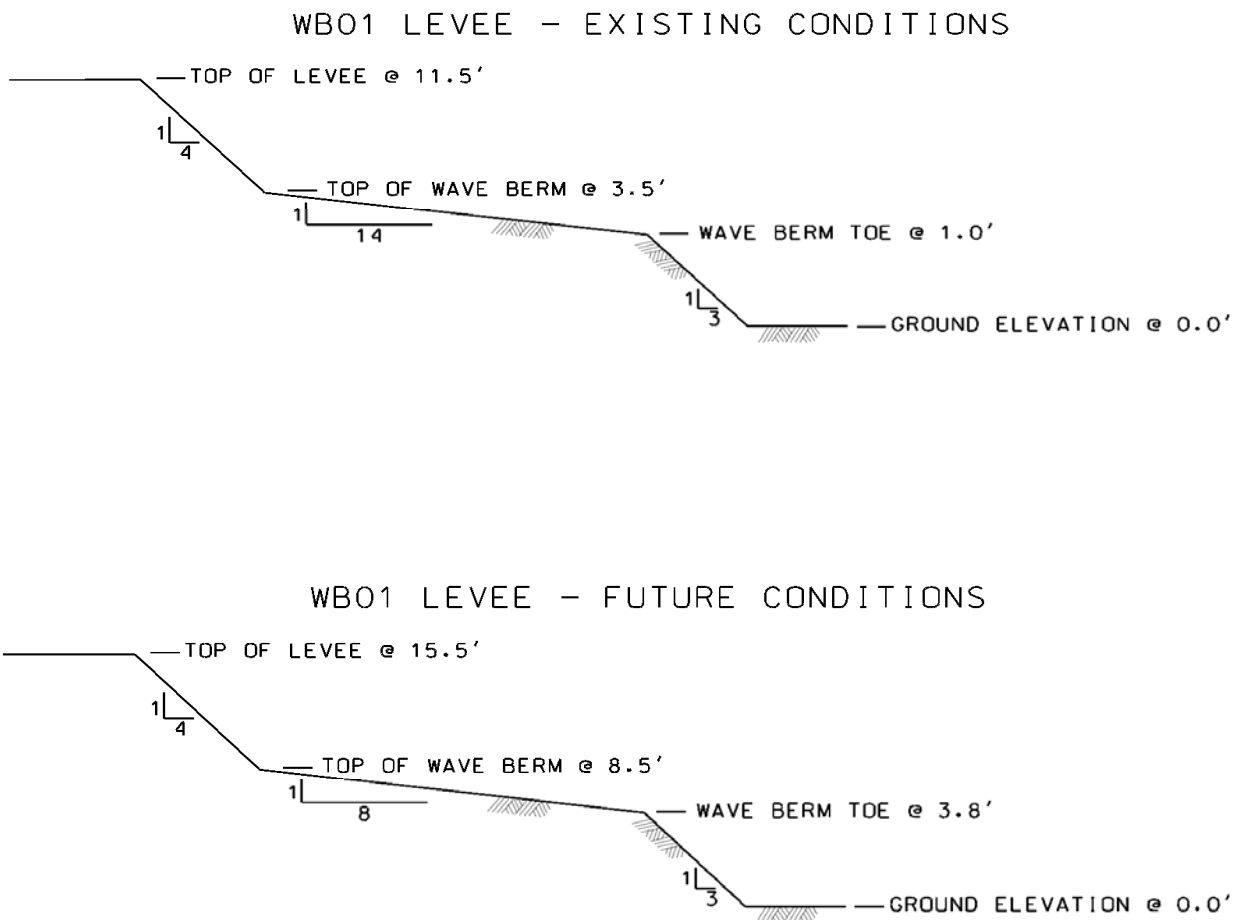 WB01 LEVEE - EXISTING CONDITIONS
TOP OF LEVEE @ 11.5'
1
4
TOP OF WAVE BERM @ 3.5'
1
14
WAVE BERM TOE @ 1.0'
1
3
GROUND ELEVATION @ 0.0'
WB01 LEVEE - FUTURE CONDITIONS
TOP OF LEVEE @ 15.5'
1
4
TOP OF WAVE BERM @ 8.5'
1
8
WAVE BERM TOE @ 3.8'
1
3
GROUND ELEVATION @ 0.0'